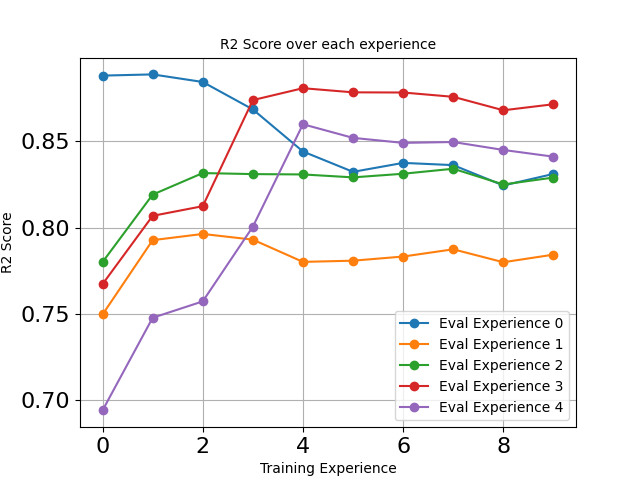 R2 Score over each experience
R2 Score
0.85
0.80
0.75
0.70
0 2 4 6 8
Training Experience
Eval Experience 0
Eval Experience 1
Eval Experience 2
Eval Experience 3
Eval Experience 4